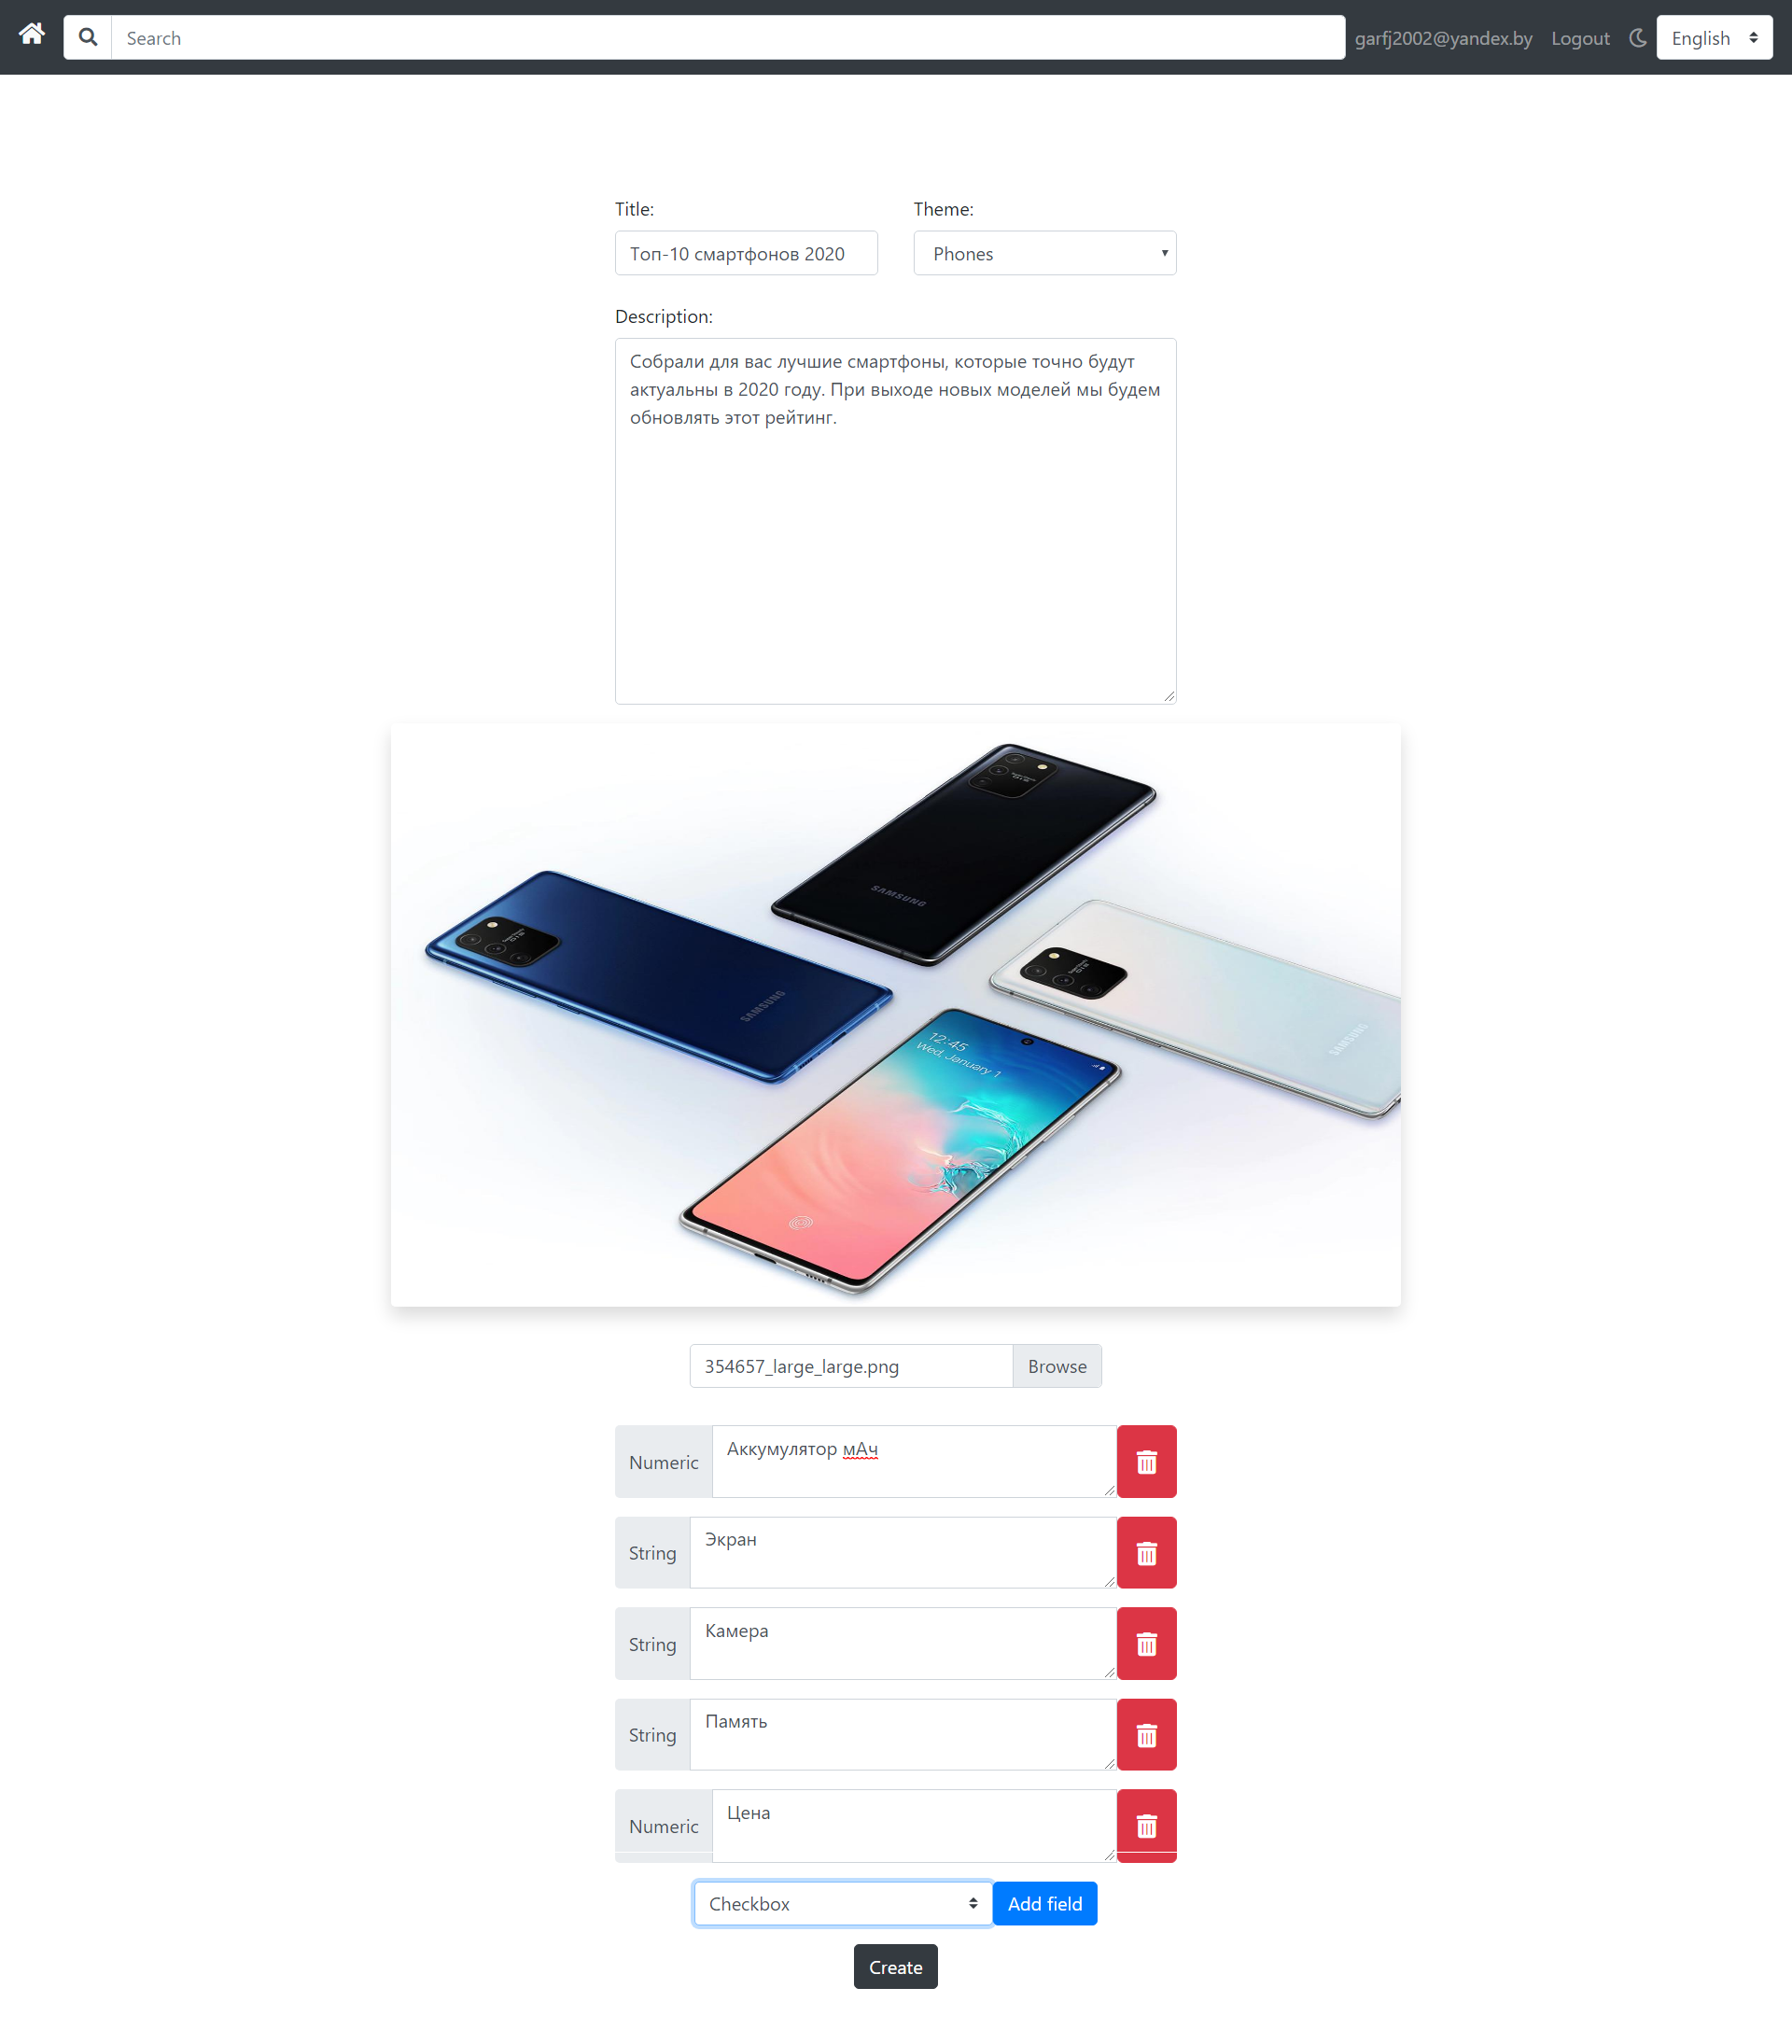 Search
garfj2002@yandex.by
Logout
English
Title:
Theme:
Топ-10 смартфонов 2020
Phones
Description:
Собрали для вас лучшие смартфоны, которые точно будут
актуальны в 2020 году. При выходе новых моделей мы будем
обновлять этот рейтинг.
SAMSUNG
SAMSUNG
SAMSUNG
12:45
Wed, January 1
354657_large_large.png
Browse
Numeric
Аккумулятор мАч
String
Экран
String
Камера
String
Память
Numeric
Цена
Checkbox
Add field
Create